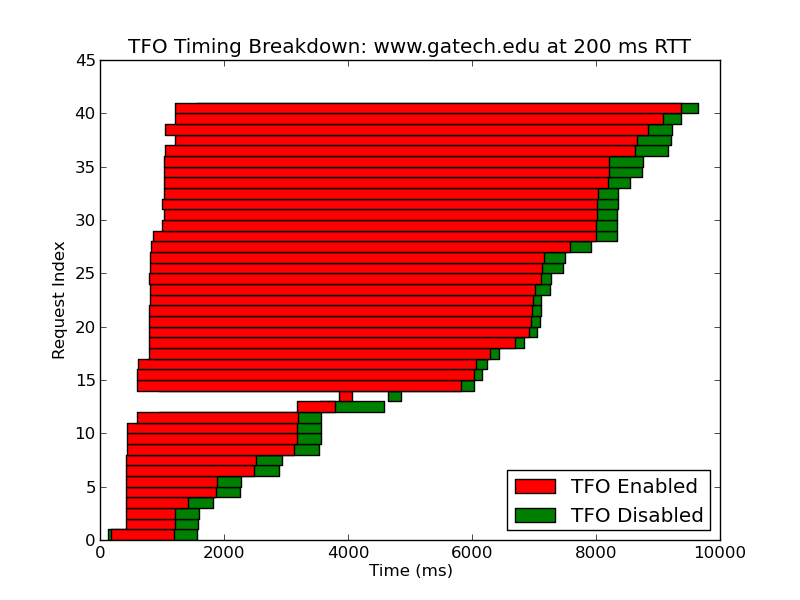 TFO Timing Breakdown: www.gatech.edu at 200 ms RTT
45
40
35
30
25
20
15
10
5
0
Request Index
TFO Enabled
TFO Disabled
0 2000 4000 6000 8000 10000
Time (ms)